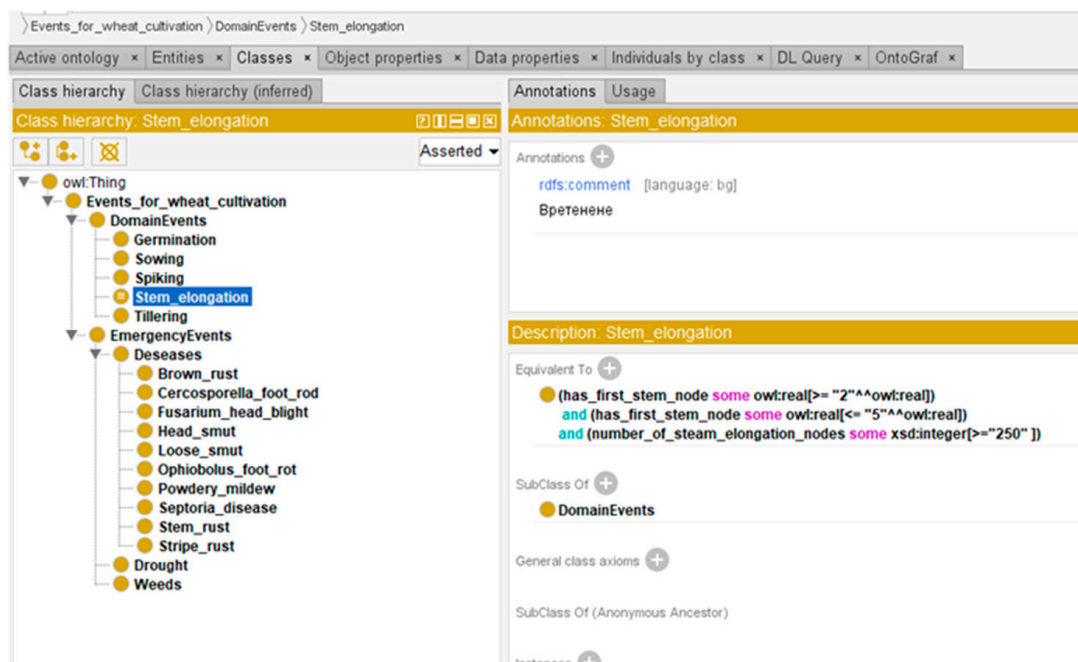 Events_for_wheat_cultivation DomainEvents Stem_elongation
Active ontology × Entities × Classes × Object properties × Data properties × Individuals by class × DL Query × OntoGraf ×
Class hierarchy Class hierarchy (inferred)
Class hierarchy: Stem_elongation
Asserted
owl:Thing
Events_for_wheat_cultivation
DomainEvents
Germination
Sowing
Spiking
Stem_elongation
Tillering
EmergencyEvents
Deseases
Brown_rust
Cercosporella_foot_rod
Fusarium_head_blight
Head_smut
Loose_smut
Ophiobolus_foot_rot
Powdery_mildew
Septoria_disease
Stem_rust
Stripe_rust
Drought
Weeds
Annotations Usage
Annotations: Stem_elongation
Annotations
rdfs:comment [language: bg]
Вретенене
Description: Stem_elongation
Equivalent To
(has_first_stem_node some owl:real[>= "2"^^owl:real])
and (has_first_stem_node some owl:real[<= "5"^^owl:real])
and (number_of_steam_elongation_nodes some xsd:integer[>="250" ])
SubClass Of
DomainEvents
General class axioms
SubClass Of (Anonymous Ancestor)